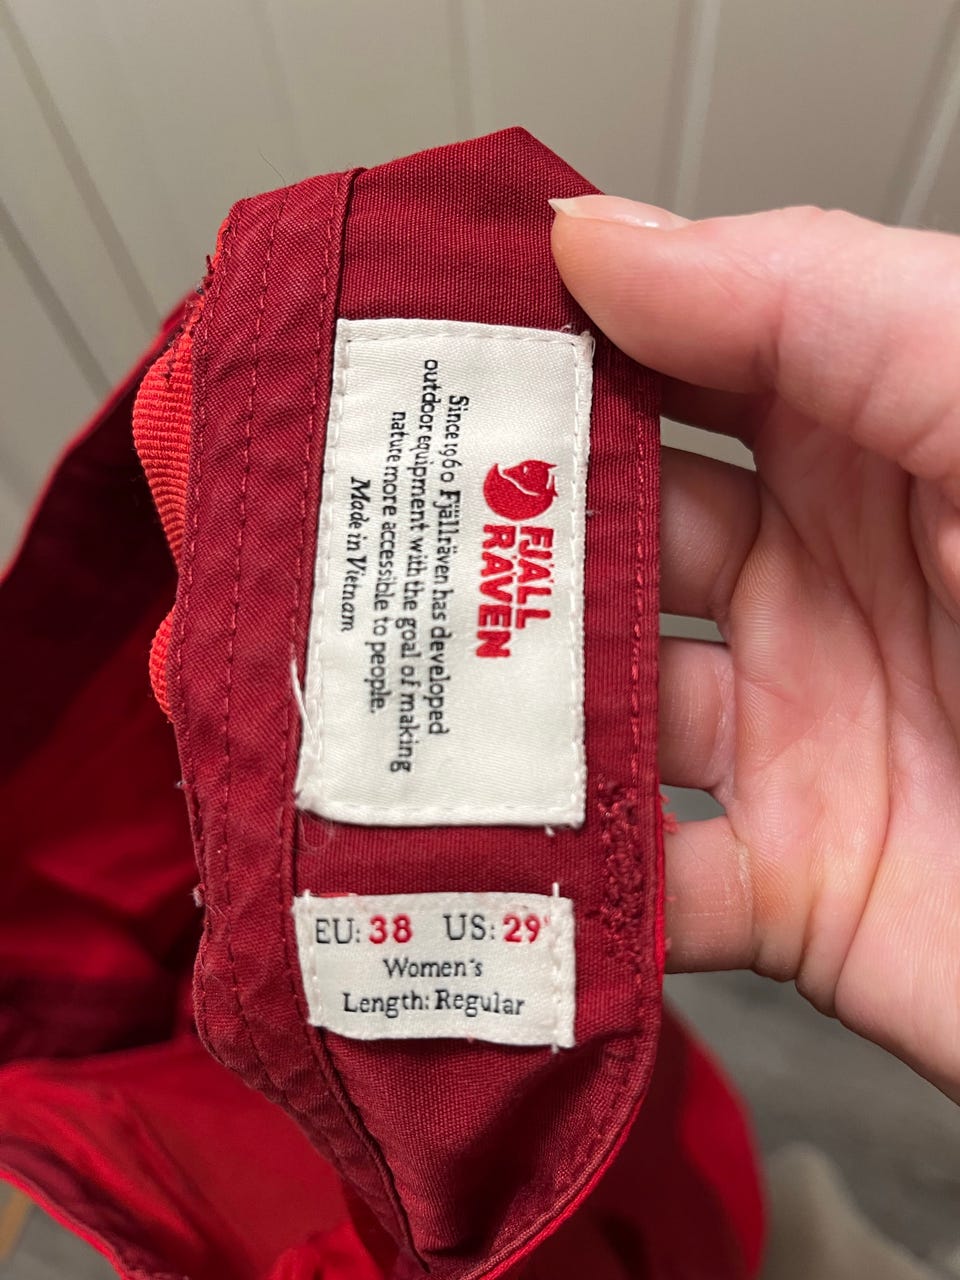 FJÄLL
RÄVEN
Since 1960 Fjällräven has developed
outdoor equipment with the goal of making
nature more accessible to people.
Made in Vietnam
EU: 38 US: 29"
Women's
Length: Regular